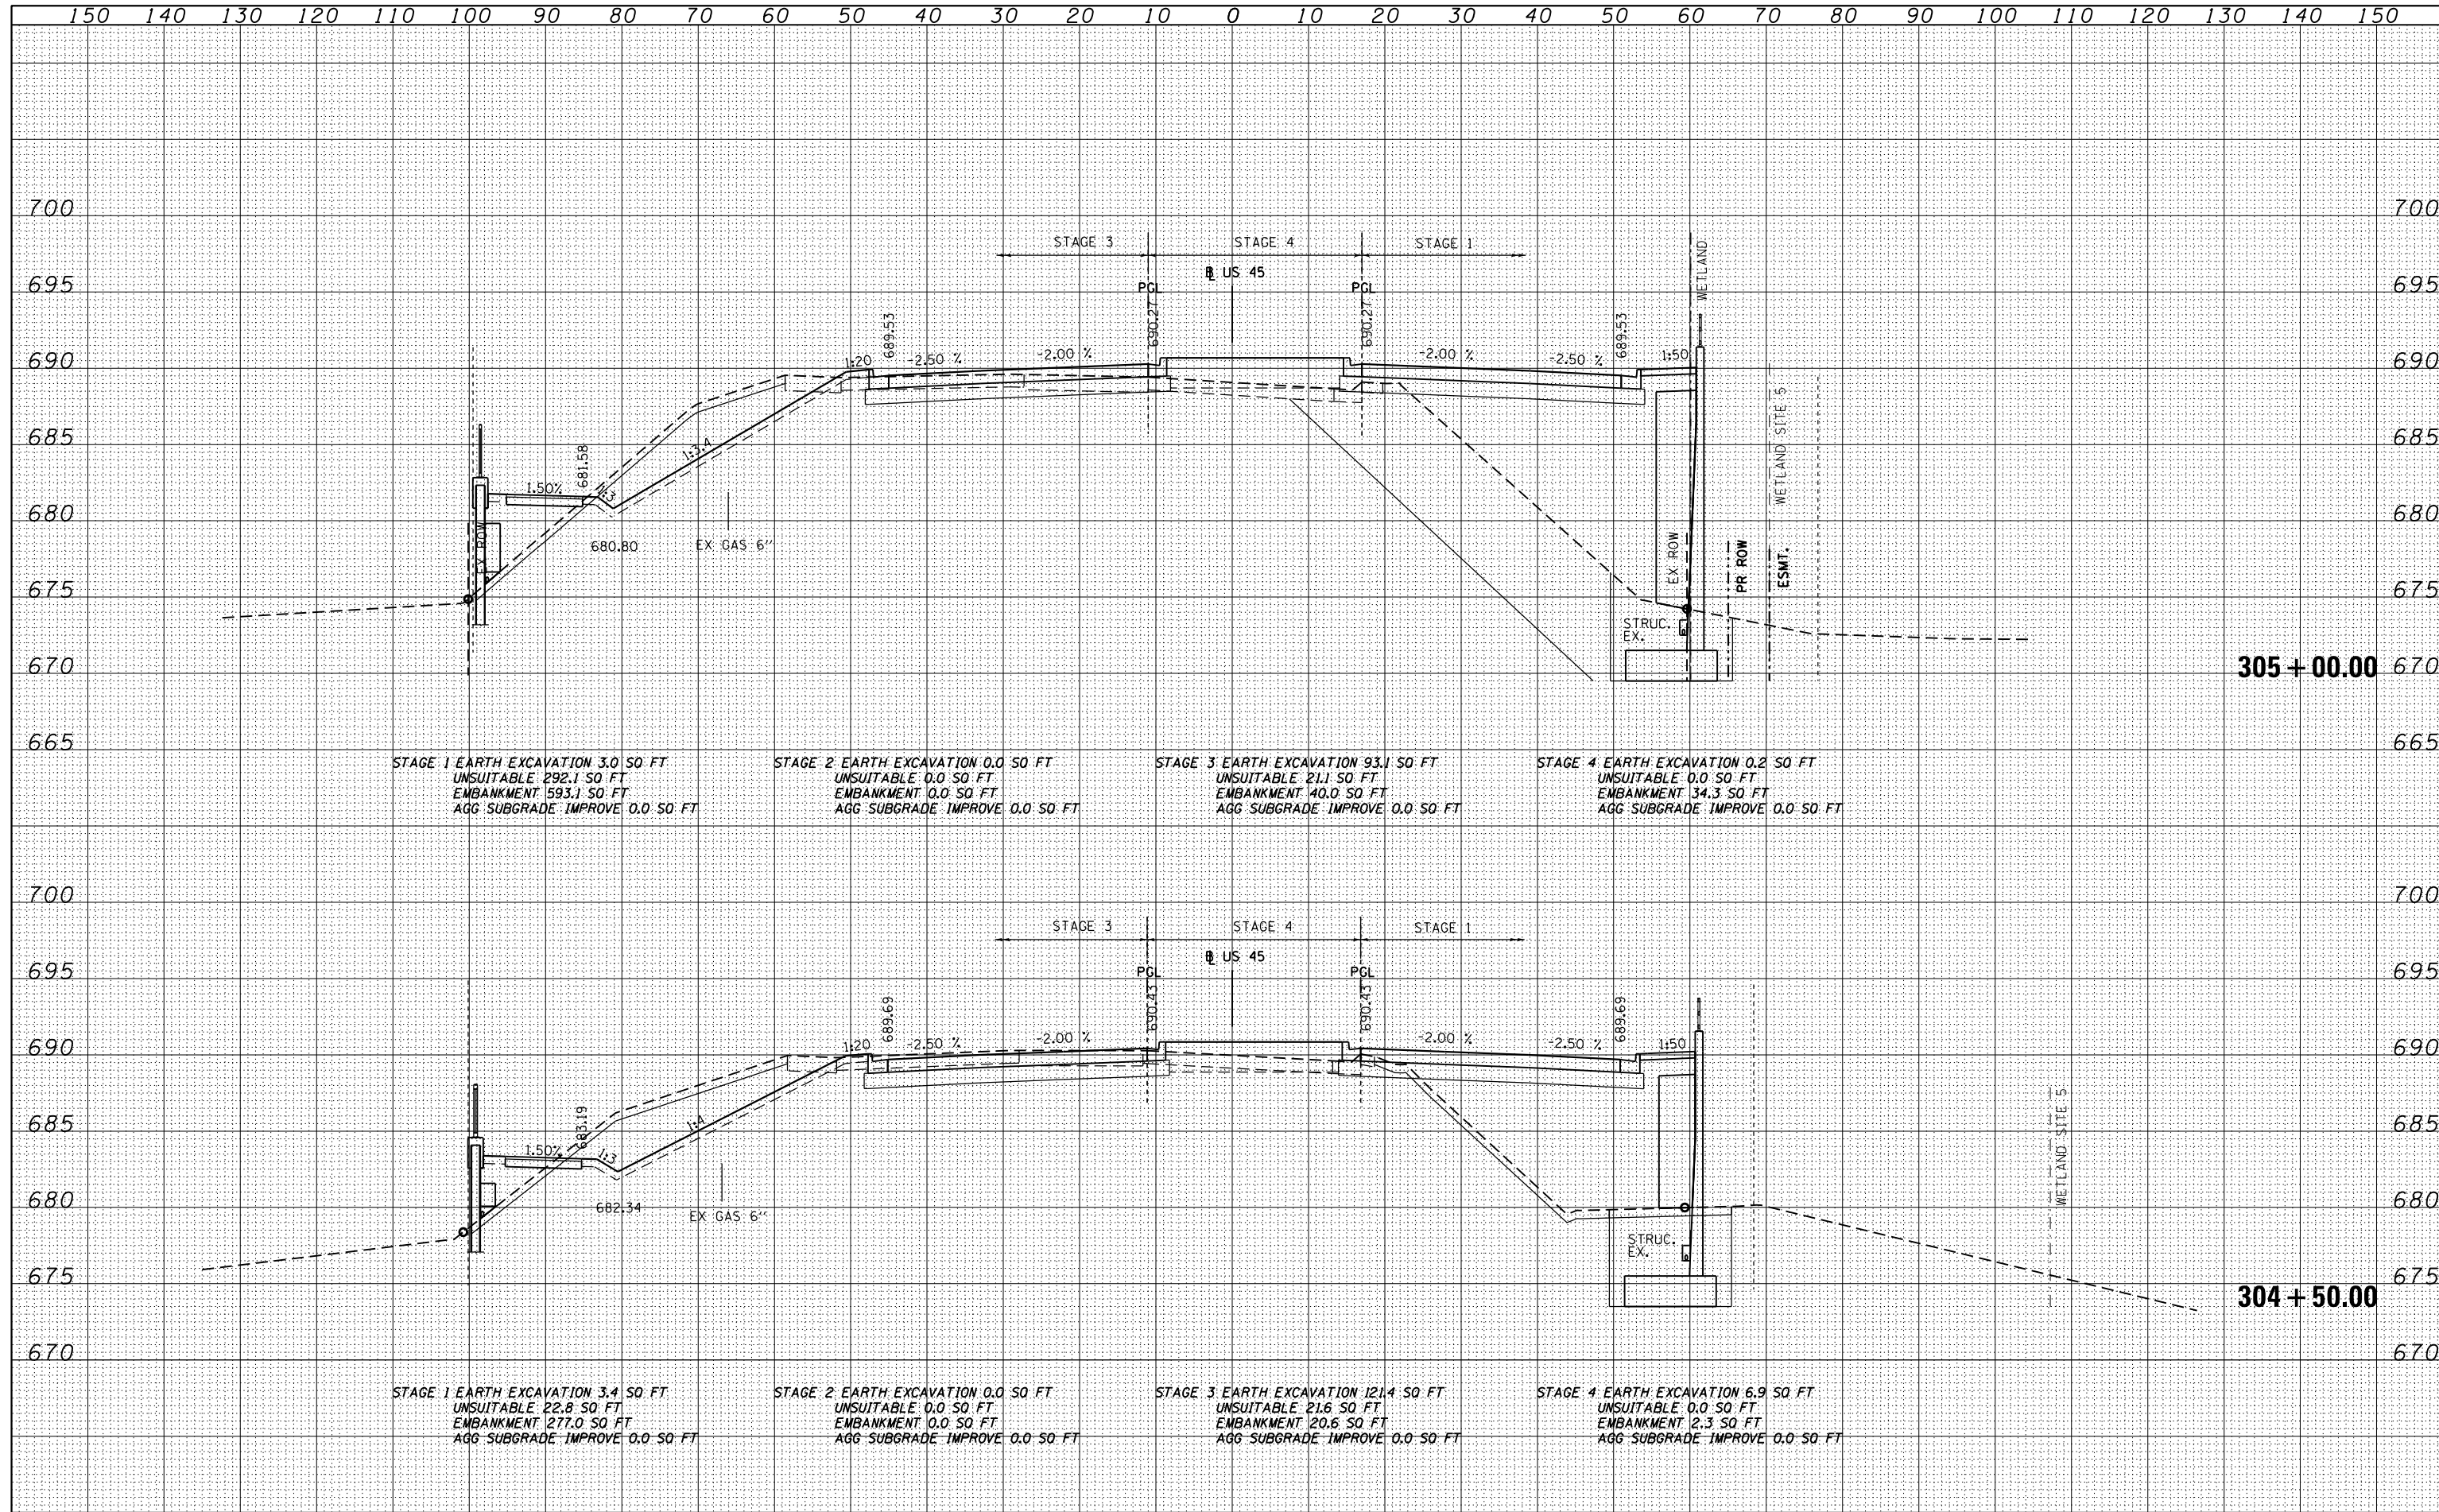 150 140 130 120 110 100 90 80 70 60 50 40 30 20 10 0 10 20 30 40 50 60 70 80 90 100 110 120 130 140 150
700 700
STAGE 3 STAGE 4 STAGE 1
℄ US 45
WETLAND
695 695
PGL PGL
690.27 690.27
689.53 689.53
1:20 -2.50 % -2.00 % -2.00 % -2.50 % 1:50
690 690
685 685
1:3.4
681.58
WETLAND SITE 5
1.50% 1:3
680 680
EX ROW
680.80 EX GAS 6"
EX ROW
PR ROW
ESMT.
675 675
STRUC.
EX.
670 305 + 00.00 670
665 665
STAGE 1 EARTH EXCAVATION 3.0 SQ FT
UNSUITABLE 292.1 SQ FT
EMBANKMENT 593.1 SQ FT
AGG SUBGRADE IMPROVE 0.0 SQ FT
STAGE 2 EARTH EXCAVATION 0.0 SQ FT
UNSUITABLE 0.0 SQ FT
EMBANKMENT 0.0 SQ FT
AGG SUBGRADE IMPROVE 0.0 SQ FT
STAGE 3 EARTH EXCAVATION 93.1 SQ FT
UNSUITABLE 21.1 SQ FT
EMBANKMENT 40.0 SQ FT
AGG SUBGRADE IMPROVE 0.0 SQ FT
STAGE 4 EARTH EXCAVATION 0.2 SQ FT
UNSUITABLE 0.0 SQ FT
EMBANKMENT 34.3 SQ FT
AGG SUBGRADE IMPROVE 0.0 SQ FT
700 700
STAGE 3 STAGE 4 STAGE 1
℄ US 45
695 695
PGL PGL
690.43 690.43
689.69 689.69
1:20 -2.50 % -2.00 % -2.00 % -2.50 % 1:50
690 690
685 685
683.19
1:4
1.50% 1:3
WETLAND SITE 5
680 680
682.34 EX GAS 6"
STRUC.
EX.
675 675
304 + 50.00
670 670
STAGE 1 EARTH EXCAVATION 3.4 SQ FT
UNSUITABLE 22.8 SQ FT
EMBANKMENT 277.0 SQ FT
AGG SUBGRADE IMPROVE 0.0 SQ FT
STAGE 2 EARTH EXCAVATION 0.0 SQ FT
UNSUITABLE 0.0 SQ FT
EMBANKMENT 0.0 SQ FT
AGG SUBGRADE IMPROVE 0.0 SQ FT
STAGE 3 EARTH EXCAVATION 121.4 SQ FT
UNSUITABLE 21.6 SQ FT
EMBANKMENT 20.6 SQ FT
AGG SUBGRADE IMPROVE 0.0 SQ FT
STAGE 4 EARTH EXCAVATION 6.9 SQ FT
UNSUITABLE 0.0 SQ FT
EMBANKMENT 2.3 SQ FT
AGG SUBGRADE IMPROVE 0.0 SQ FT